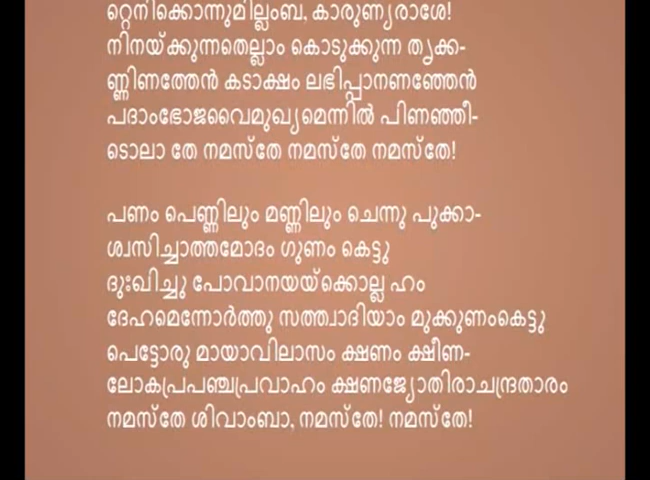 റ്റെനിക്കൊന്നുമില്ലംബ, കാരുണ്യരാശേ!
നിനയ്ക്കുന്നതെല്ലാം കൊടുക്കുന്ന തൃക്ക-
ണ്ണിണത്തേൻ കടാക്ഷം ലഭിപ്പാനണഞ്ഞേൻ
പദാംഭോജവൈമുഖ്യമെന്നിൽ പിണഞ്ഞീ-
ടൊലാ തേ നമസ്തേ നമസ്തേ നമസ്തേ!
പണം പെണ്ണിലും മണ്ണിലും ചെന്നു പുക്കാ-
ശ്വസിച്ചാത്തമോദം ഗുണം കെട്ടു
ദുഃഖിച്ചു പോവാനയയ്ക്കൊല്ല ഹം
ദേഹമെന്നോർത്തു സത്ത്വാദിയാം മുക്കുണംകെട്ടു
പെട്ടോരു മായാവിലാസം ക്ഷണം ക്ഷീണ-
ലോകപ്രപഞ്ചപ്രവാഹം ക്ഷണജ്യോതിരാചന്ദ്രതാരം
നമസ്തേ ശിവാംബാ, നമസ്തേ! നമസ്തേ!